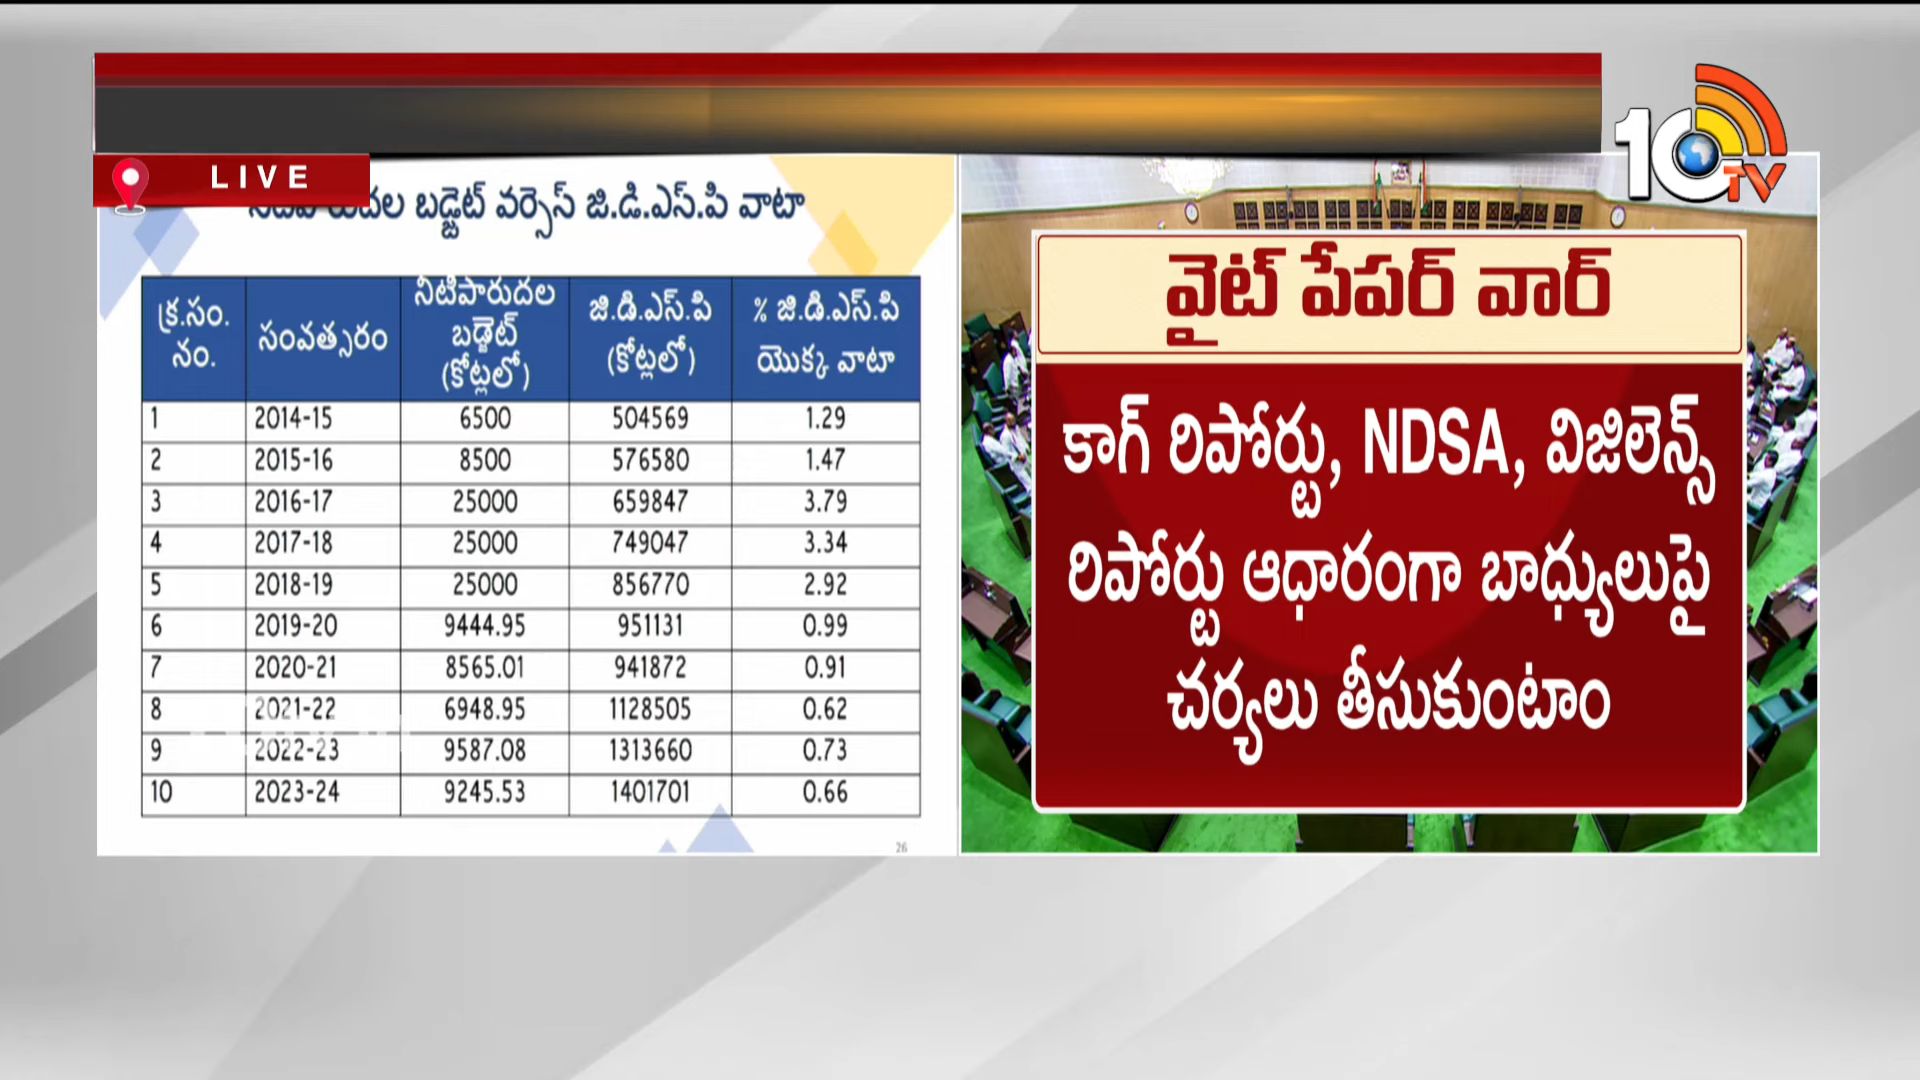 LIVE
10TV
బడ్జెట్ వర్సెస్ జి.డి.ఎస్.పి వాటా
క్ర.సం. నం. సంవత్సరం నీటిపారుదల బడ్జెట్ (కోట్లలో) జి.డి.ఎస్.పి (కోట్లలో) % జి.డి.ఎస్.పి యొక్క వాటా
1 2014-15 6500 504569 1.29
2 2015-16 8500 576580 1.47
3 2016-17 25000 659847 3.79
4 2017-18 25000 749047 3.34
5 2018-19 25000 856770 2.92
6 2019-20 9444.95 951131 0.99
7 2020-21 8565.01 941872 0.91
8 2021-22 6948.95 1128505 0.62
9 2022-23 9587.08 1313660 0.73
10 2023-24 9245.53 1401701 0.66
26
వైట్ పేపర్ వార్
కాగ్ రిపోర్టు, NDSA, విజిలెన్స్
రిపోర్టు ఆధారంగా బాధ్యులుపై
చర్యలు తీసుకుంటాం